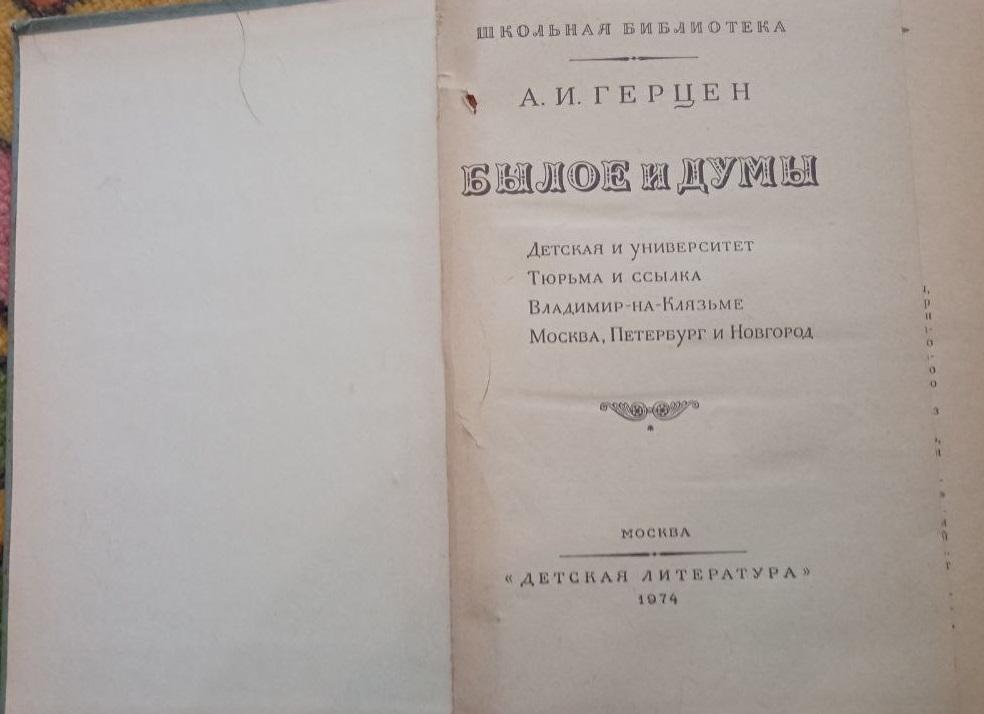 ШКОЛЬНАЯ БИБЛИОТЕКА
А. И. ГЕРЦЕН
БЫЛОЕ И ДУМЫ
Детская и университет
Тюрьма и ссылка
Владимир-на-Клязьме
Москва, Петербург и Новгород
МОСКВА
«ДЕТСКАЯ ЛИТЕРАТУРА»
1974